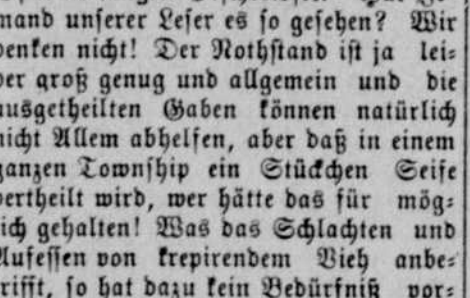 mand unserer Leser es so gesehen? Wir
denken nicht! Der Nothstand ist ja lei-
der groß genug und allgemein und die
ausgetheilten Gaben können natürlich
nicht Allem abhelfen, aber daß in einem
ganzen Township ein Stückchen Seife
vertheilt wird, wer hätte das für mög-
lich gehalten! Was das Schlachten und
Aufessen von krepirendem Vieh anbe-
trifft, so hat dazu kein Bedürfniß vor-